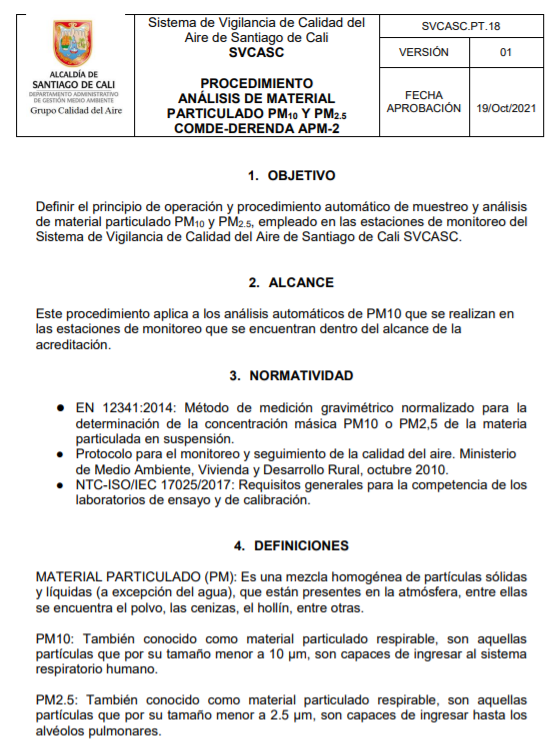 ALCALDÍA DE
SANTIAGO DE CALI
DEPARTAMENTO ADMINISTRATIVO
DE GESTIÓN MEDIO AMBIENTE
Grupo Calidad del Aire
Sistema de Vigilancia de Calidad del
Aire de Santiago de Cali
SVCASC
PROCEDIMIENTO
ANÁLISIS DE MATERIAL
PARTICULADO PM₁₀ Y PM₂.₅
COMDE-DERENDA APM-2
SVCASC.PT.18
VERSIÓN 01
FECHA
APROBACIÓN 19/Oct/2021
1. OBJETIVO
Definir el principio de operación y procedimiento automático de muestreo y análisis
de material particulado PM₁₀ y PM₂.₅, empleado en las estaciones de monitoreo del
Sistema de Vigilancia de Calidad del Aire de Santiago de Cali SVCASC.
2. ALCANCE
Este procedimiento aplica a los análisis automáticos de PM10 que se realizan en
las estaciones de monitoreo que se encuentran dentro del alcance de la
acreditación.
3. NORMATIVIDAD
● EN 12341:2014: Método de medición gravimétrico normalizado para la
determinación de la concentración másica PM10 o PM2,5 de la materia
particulada en suspensión.
● Protocolo para el monitoreo y seguimiento de la calidad del aire. Ministerio
de Medio Ambiente, Vivienda y Desarrollo Rural, octubre 2010.
● NTC-ISO/IEC 17025/2017: Requisitos generales para la competencia de los
laboratorios de ensayo y de calibración.
4. DEFINICIONES
MATERIAL PARTICULADO (PM): Es una mezcla homogénea de partículas sólidas
y líquidas (a excepción del agua), que están presentes en la atmósfera, entre ellas
se encuentra el polvo, las cenizas, el hollín, entre otras.
PM10: También conocido como material particulado respirable, son aquellas
partículas que por su tamaño menor a 10 µm, son capaces de ingresar al sistema
respiratorio humano.
PM2.5: También conocido como material particulado respirable, son aquellas
partículas que por su tamaño menor a 2.5 µm, son capaces de ingresar hasta los
alvéolos pulmonares.